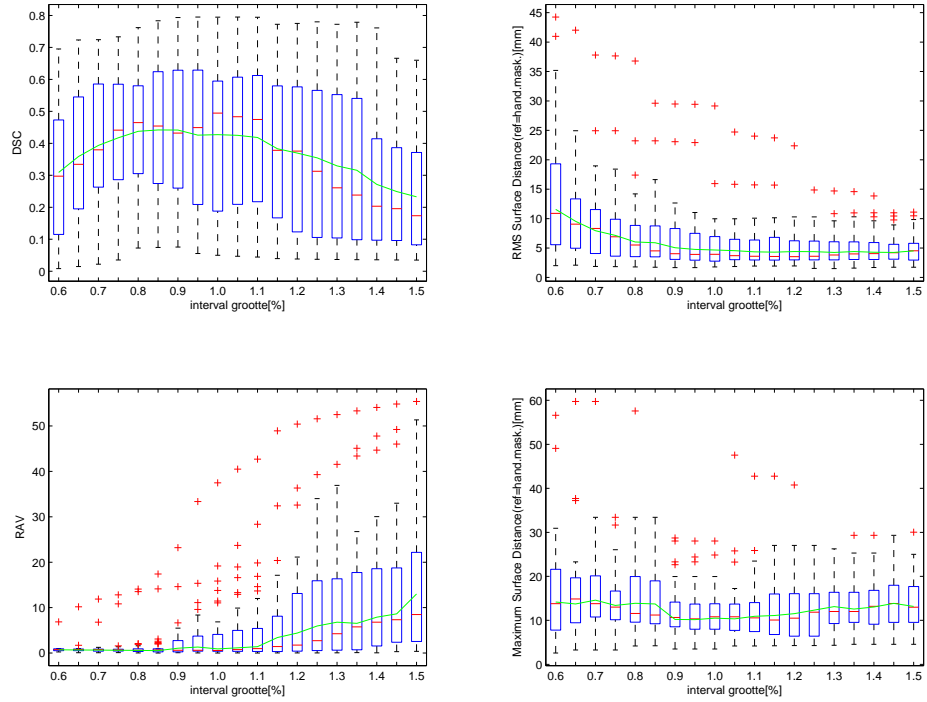 DSC
0.8
0.7
0.6
0.5
0.4
0.3
0.2
0.1
0
0.6 0.7 0.8 0.9 1.0 1.1 1.2 1.3 1.4 1.5
interval grootte[%]
RMS Surface Distance(ref=hand.mask.)[mm]
45
40
35
30
25
20
15
10
5
0
0.6 0.7 0.8 0.9 1.0 1.1 1.2 1.3 1.4 1.5
interval grootte[%]
RAV
50
40
30
20
10
0
0.6 0.7 0.8 0.9 1.0 1.1 1.2 1.3 1.4 1.5
interval grootte[%]
Maximum Surface Distance(ref=hand.mask.)[mm]
60
50
40
30
20
10
0
0.6 0.7 0.8 0.9 1.0 1.1 1.2 1.3 1.4 1.5
interval grootte[%]